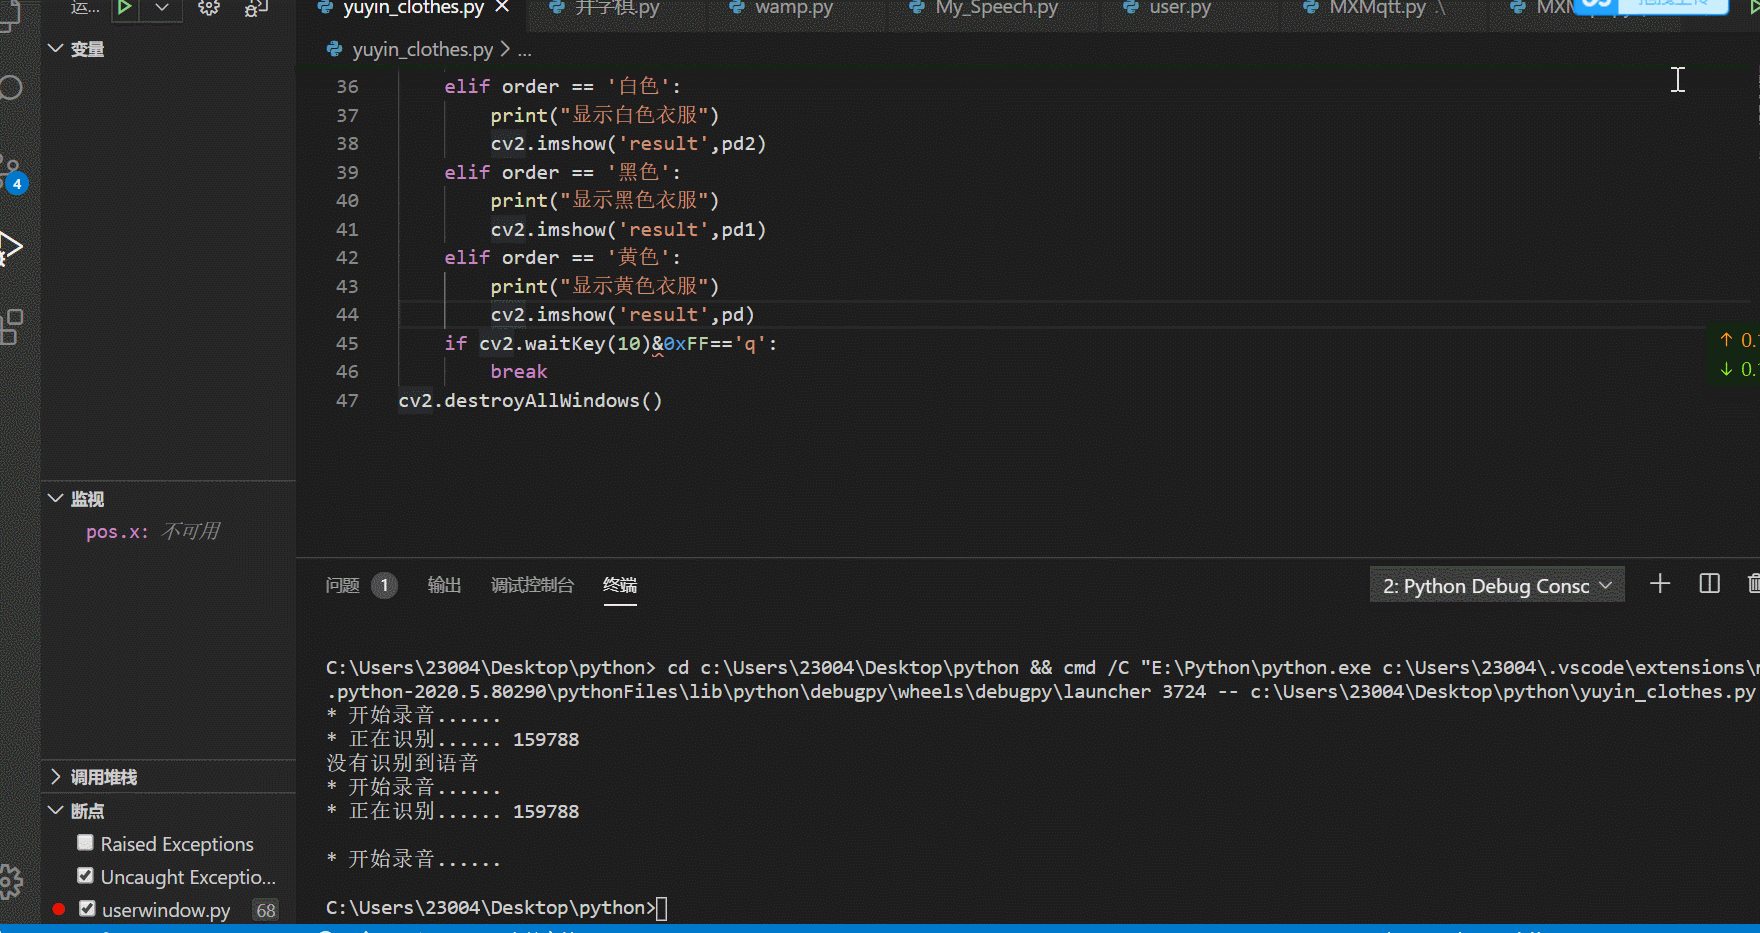 运...
yuyin_clothes.py
井字棋.py
wamp.py
My_Speech.py
user.py
MXMqtt.py .\
yuyin_clothes.py > ...
变量
36 elif order == '白色':
37 print("显示白色衣服")
38 cv2.imshow('result',pd2)
39 elif order == '黑色':
40 print("显示黑色衣服")
41 cv2.imshow('result',pd1)
42 elif order == '黄色':
43 print("显示黄色衣服")
44 cv2.imshow('result',pd)
45 if cv2.waitKey(10)&0xFF=='q':
46 break
47 cv2.destroyAllWindows()
4
↑ 0.
↓ 0.
监视
pos.x: 不可用
调用堆栈
断点
Raised Exceptions
Uncaught Exceptio...
userwindow.py 68
问题 1 输出 调试控制台 终端
2: Python Debug Consc
C:\Users\23004\Desktop\python> cd c:\Users\23004\Desktop\python && cmd /C "E:\Python\python.exe c:\Users\23004\.vscode\extensions\
.python-2020.5.80290\pythonFiles\lib\python\debugpy\wheels\debugpy\launcher 3724 -- c:\Users\23004\Desktop\python\yuyin_clothes.py
* 开始录音......
* 正在识别...... 159788
没有识别到语音
* 开始录音......
* 正在识别...... 159788
* 开始录音......
C:\Users\23004\Desktop\python>